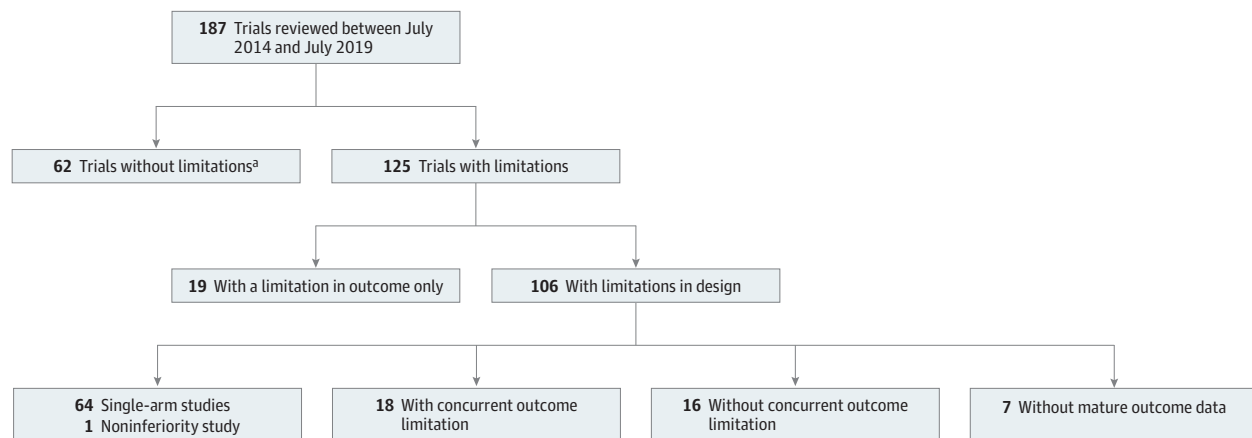 187 Trials reviewed between July
2014 and July 2019
62 Trials without limitationsa
125 Trials with limitations
19 With a limitation in outcome only
106 With limitations in design
64 Single-arm studies
1 Noninferiority study
18 With concurrent outcome
limitation
16 Without concurrent outcome
limitation
7 Without mature outcome data